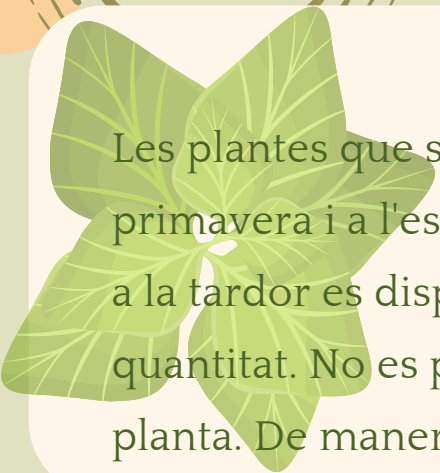 Les plantes que s
primavera i a l'es
a la tardor es disp
quantitat. No es p
planta. De maner